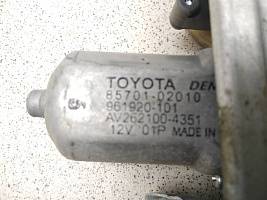 TOYOTA DEN
85701-02010
961920-101
AV262100-4351
12V '01P MADE IN